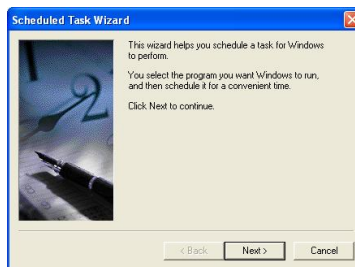 Scheduled Task Wizard
This wizard helps you schedule a task for Windows
to perform.
You select the program you want Windows to run,
and then schedule it for a convenient time.
Click Next to continue.
< Back
Next >
Cancel